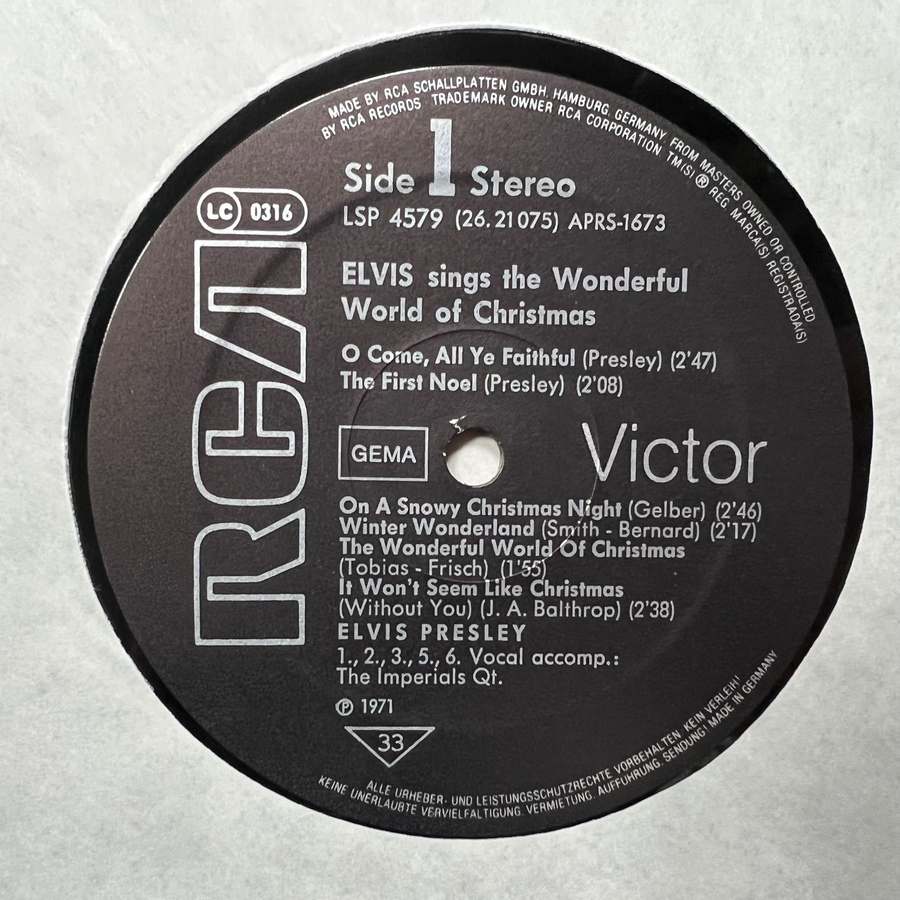 MADE BY RCA SCHALLPLATTEN GMBH. HAMBURG, GERMANY, FROM MASTERS OWNED OR CONTROLLED
BY RCA RECORDS TRADEMARK OWNER RCA CORPORATION TM(S) ® REG. MARCA(S) REGISTRADA(S)
Side 1 Stereo
LC 0316
LSP 4579 (26.21075) APRS-1673
RCA
ELVIS sings the Wonderful
World of Christmas
O Come, All Ye Faithful (Presley) (2'47)
The First Noel (Presley) (2'08)
GEMA
Victor
On A Snowy Christmas Night (Gelber) (2'46)
Winter Wonderland (Smith - Bernard) (2'17)
The Wonderful World Of Christmas
(Tobias - Frisch) (1'55)
It Won't Seem Like Christmas
(Without You) (J. A. Balthrop) (2'38)
ELVIS PRESLEY
1., 2., 3., 5., 6. Vocal accomp.:
The Imperials Qt.
℗ 1971
33
ALLE URHEBER- UND LEISTUNGSSCHUTZRECHTE VORBEHALTEN. KEIN VERLEIH!
KEINE UNERLAUBTE VERVIELFÄLTIGUNG, VERMIETUNG, AUFFÜHRUNG, SENDUNG! MADE IN GERMANY